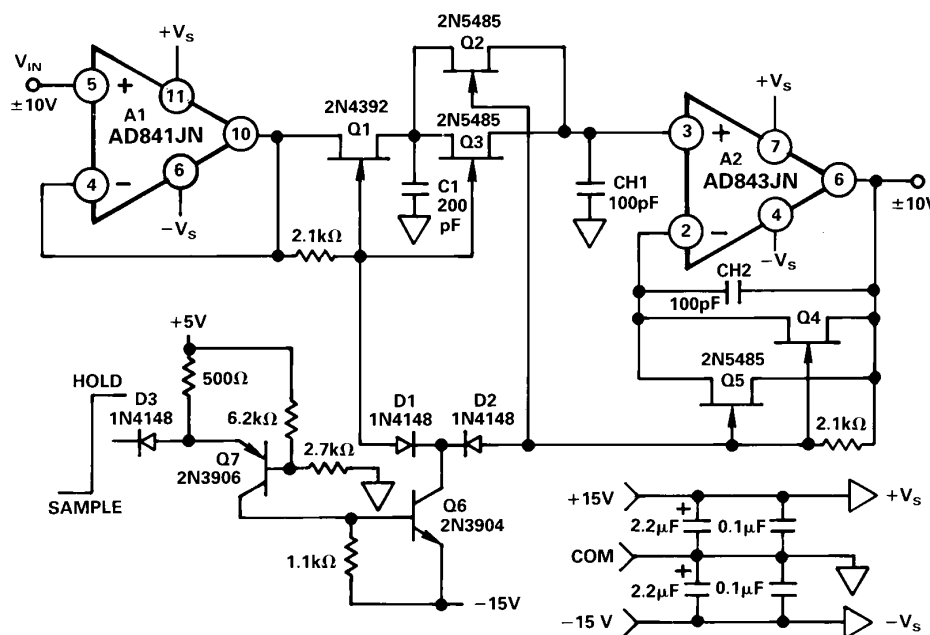 2N5485
Q2
+VS
VIN
±10V
5
+
11
A1
AD841JN
10
4
−
6
−VS
2N4392
Q1
2N5485
Q3
C1
200
pF
CH1
100pF
+VS
3
+
7
A2
AD843JN
6
2
−
4
−VS
±10V
2.1kΩ
CH2
100pF
Q4
2N5485
Q5
2.1kΩ
+5V
500Ω
HOLD
D3
1N4148
SAMPLE
6.2kΩ
2.7kΩ
Q7
2N3906
D1
1N4148
D2
1N4148
Q6
2N3904
1.1kΩ
−15V
+15V
+VS
+
2.2μF
0.1μF
COM
+
2.2μF
0.1μF
−15 V
−VS